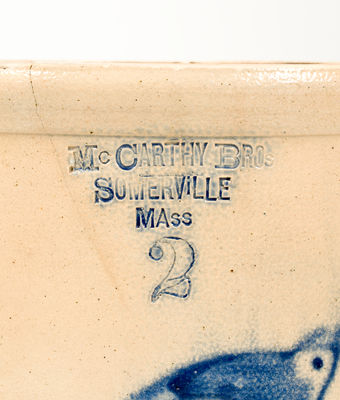 McCARTHY BROS
SOMERVILLE
MASS
2